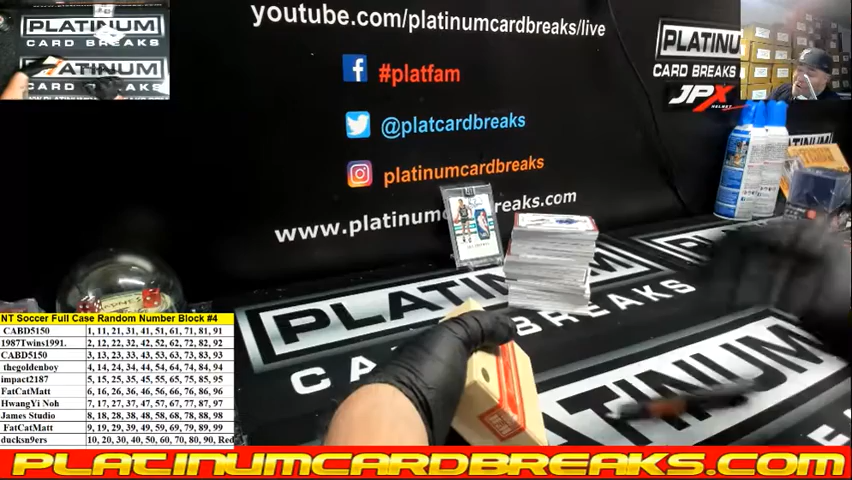 PLATINUM
CARD BREAKS
PLATINUM
youtube.com/platinumcardbreaks/live
#platfam
@platcardbreaks
platinumcardbreaks
www.platinum
reaks.com
PLATINUM
CARD BREAKS
JPX
PLATINUM
CA
BREAKS
NT Soccer Full Case Random Number Block #4
CABD5150 1, 11, 21, 31, 41, 51, 61, 71, 81, 91
1987Twins1991. 2, 12, 22, 32, 42, 52, 62, 72, 82, 92
CABD5150 3, 13, 23, 33, 43, 53, 63, 73, 83, 93
thegoldenboy 4, 14, 24, 34, 44, 54, 64, 74, 84, 94
impact2187 5, 15, 25, 35, 45, 55, 65, 75, 85, 95
FatCatMatt 6, 16, 26, 36, 46, 56, 66, 76, 86, 96
HwangYi Noh 7, 17, 27, 37, 47, 57, 67, 77, 87, 97
James Studio 8, 18, 28, 38, 48, 58, 68, 78, 88, 98
FatCatMatt 9, 19, 29, 39, 49, 59, 69, 79, 89, 99
ducksn9ers 10, 20, 30, 40, 50, 60, 70, 80, 90, Red
PLATINUMCARDBREAKS.COM